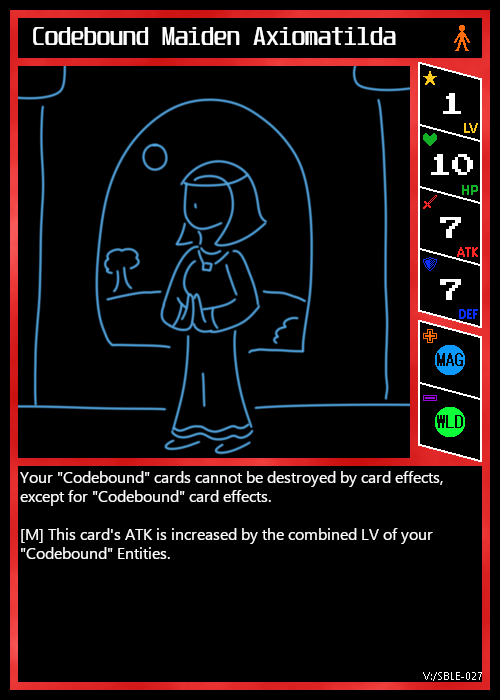 Codebound Maiden Axiomatilda
1
LV
10
HP
7
ATK
7
DEF
MAG
WLD
Your "Codebound" cards cannot be destroyed by card effects,
except for "Codebound" card effects.
[M] This card's ATK is increased by the combined LV of your
"Codebound" Entities.
V:/SBLE-027